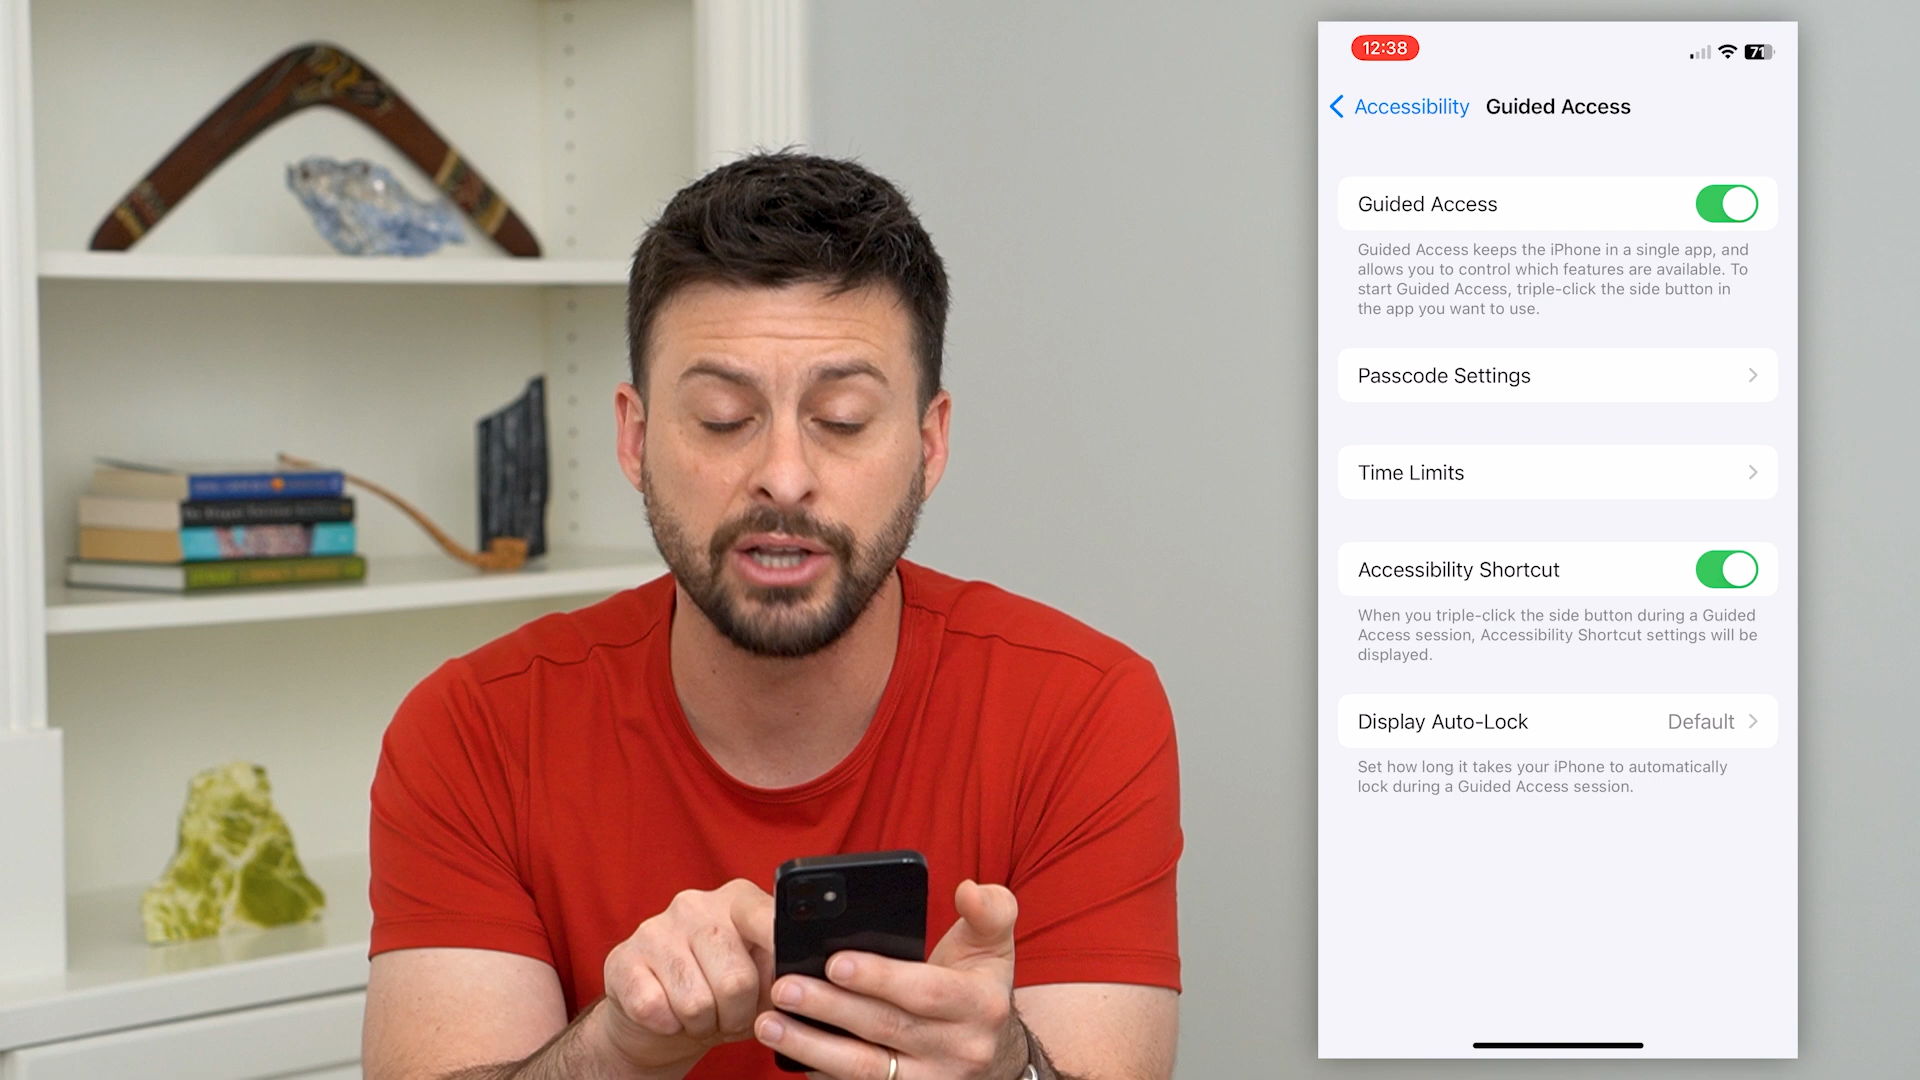 12:38
71
Accessibility
Guided Access
Guided Access
Guided Access keeps the iPhone in a single app, and
allows you to control which features are available. To
start Guided Access, triple-click the side button in
the app you want to use.
Passcode Settings
Time Limits
Accessibility Shortcut
When you triple-click the side button during a Guided
Access session, Accessibility Shortcut settings will be
displayed.
Display Auto-Lock
Default
Set how long it takes your iPhone to automatically
lock during a Guided Access session.